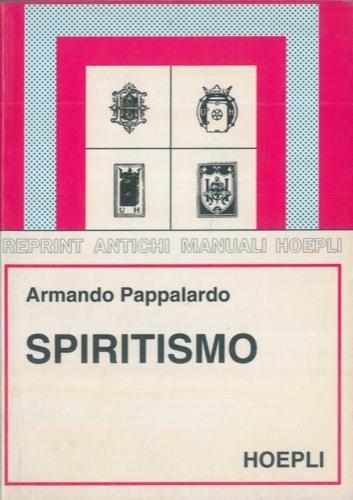 U H
REPRINT ANTICHI MANUALI HOEPLI
Armando Pappalardo
SPIRITISMO
HOEPLI